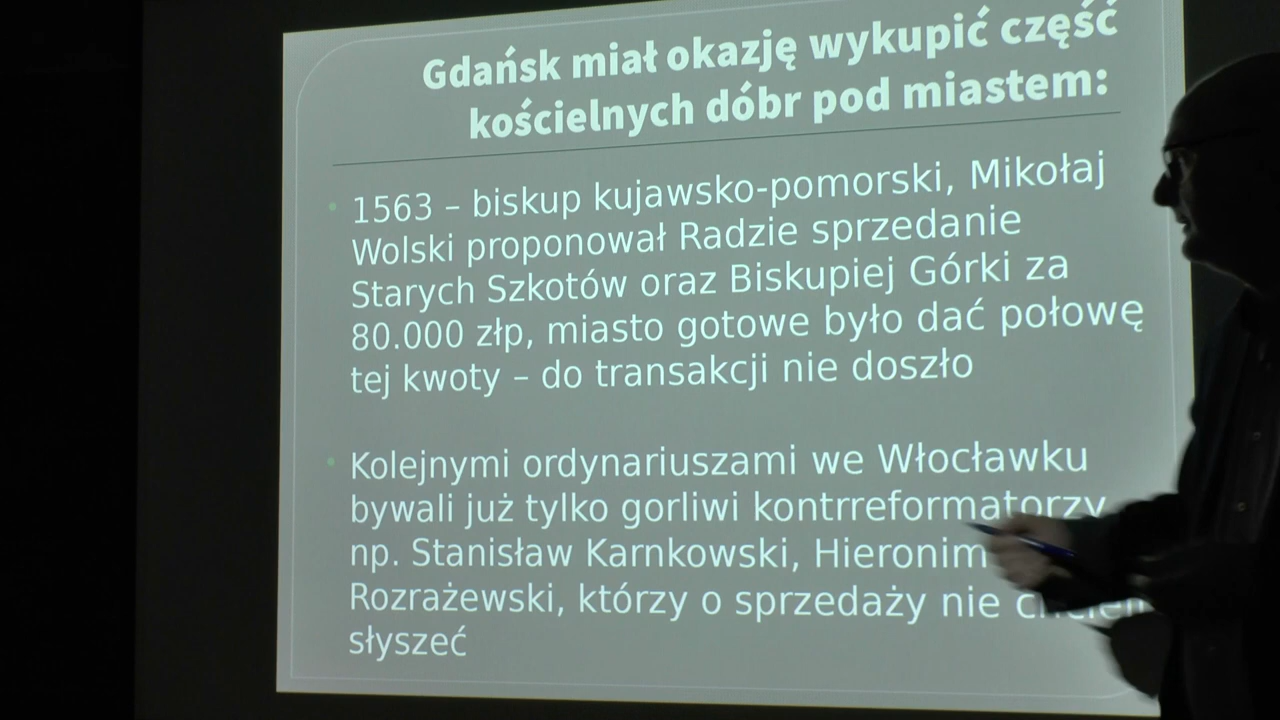 Gdańsk miał okazję wykupić część
kościelnych dóbr pod miastem:
1563 – biskup kujawsko-pomorski, Mikołaj
Wolski proponował Radzie sprzedanie
Starych Szkotów oraz Biskupiej Górki za
80.000 złp, miasto gotowe było dać połowę
tej kwoty – do transakcji nie doszło
Kolejnymi ordynariuszami we Włocławku
bywali już tylko gorliwi kontrreformatorzy
np. Stanisław Karnkowski, Hieronim
Rozrażewski, którzy o sprzedaży nie
słyszeć